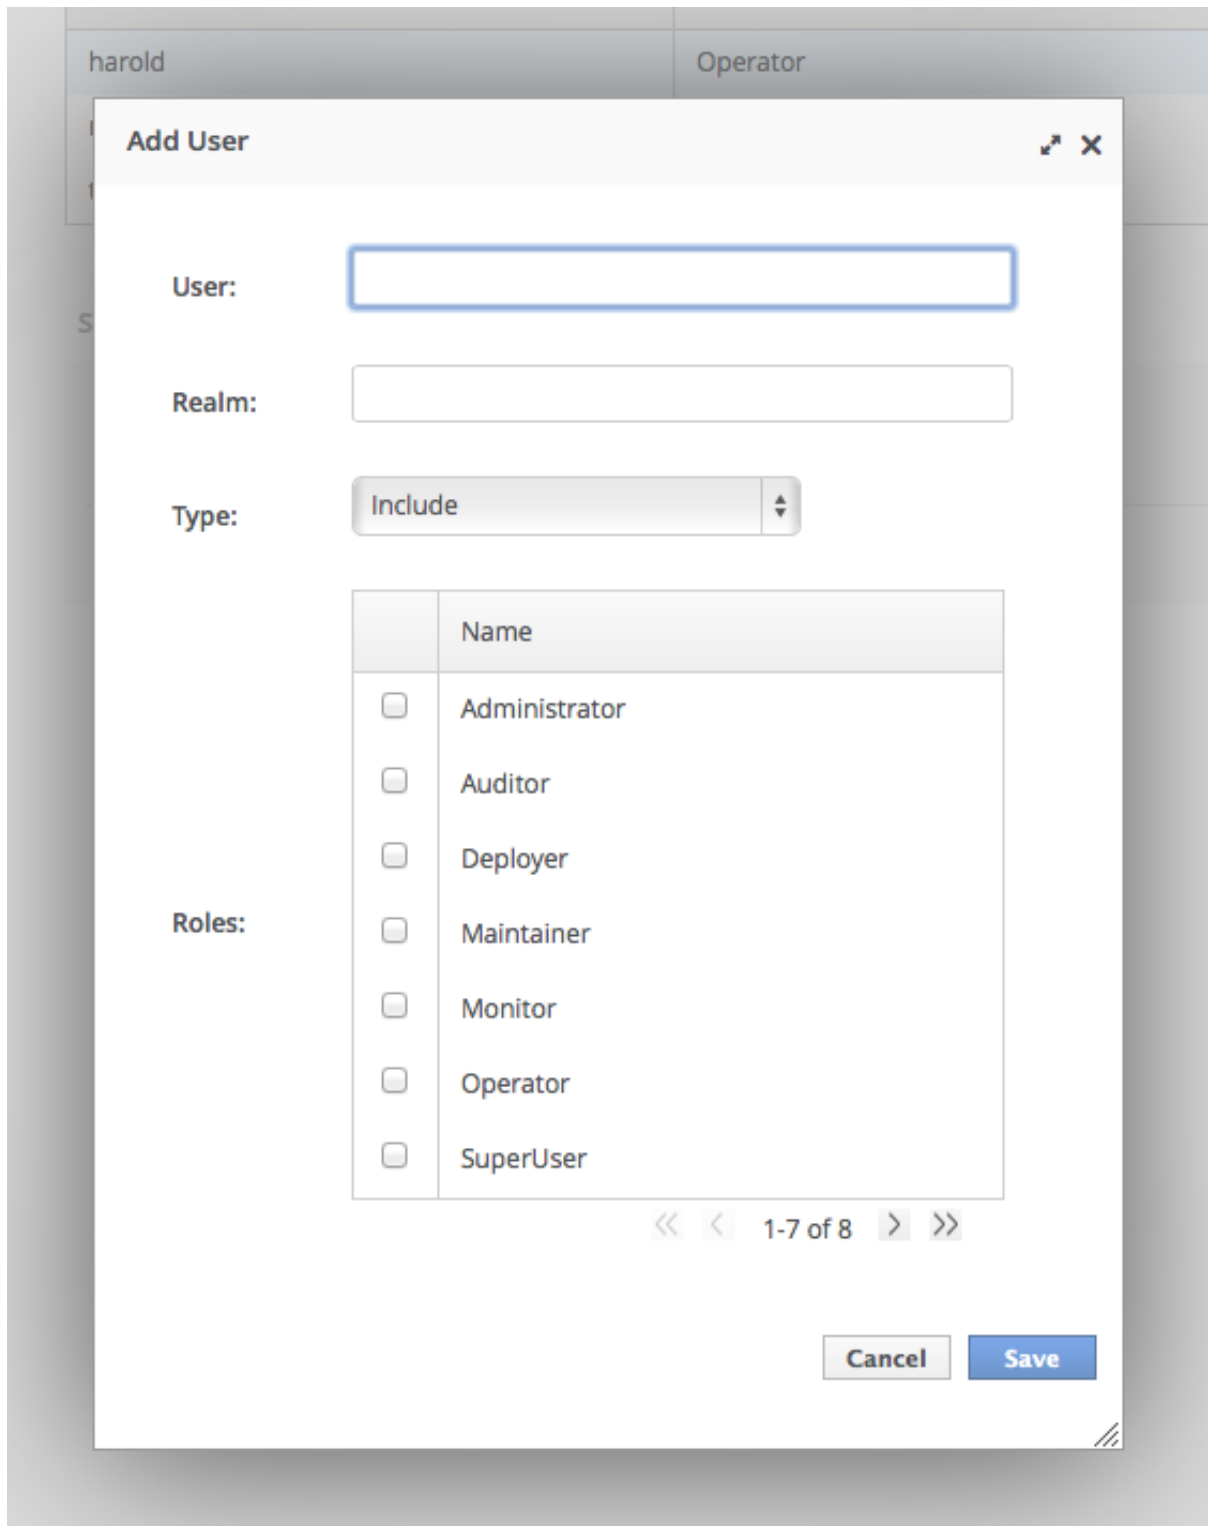 harold Operator
Add User
User:
Realm:
Type: Include
Name
Administrator
Auditor
Deployer
Roles:
Maintainer
Monitor
Operator
SuperUser
1-7 of 8
Cancel Save